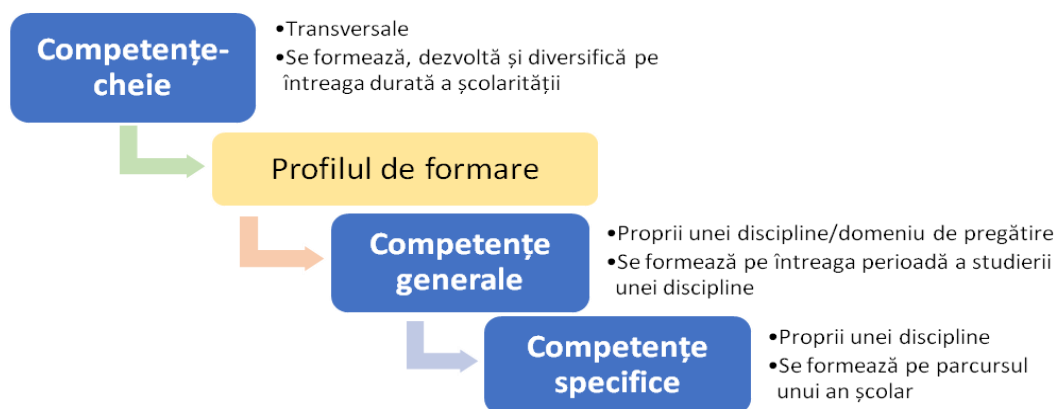 Competențe-
cheie
•Transversale
•Se formează, dezvoltă și diversifică pe
întreaga durată a școlarității
Profilul de formare
Competențe
generale
•Proprii unei discipline/domeniu de pregătire
•Se formează pe întreaga perioadă a studierii
unei discipline
Competențe
specifice
•Proprii unei discipline
•Se formează pe parcursul
unui an școlar